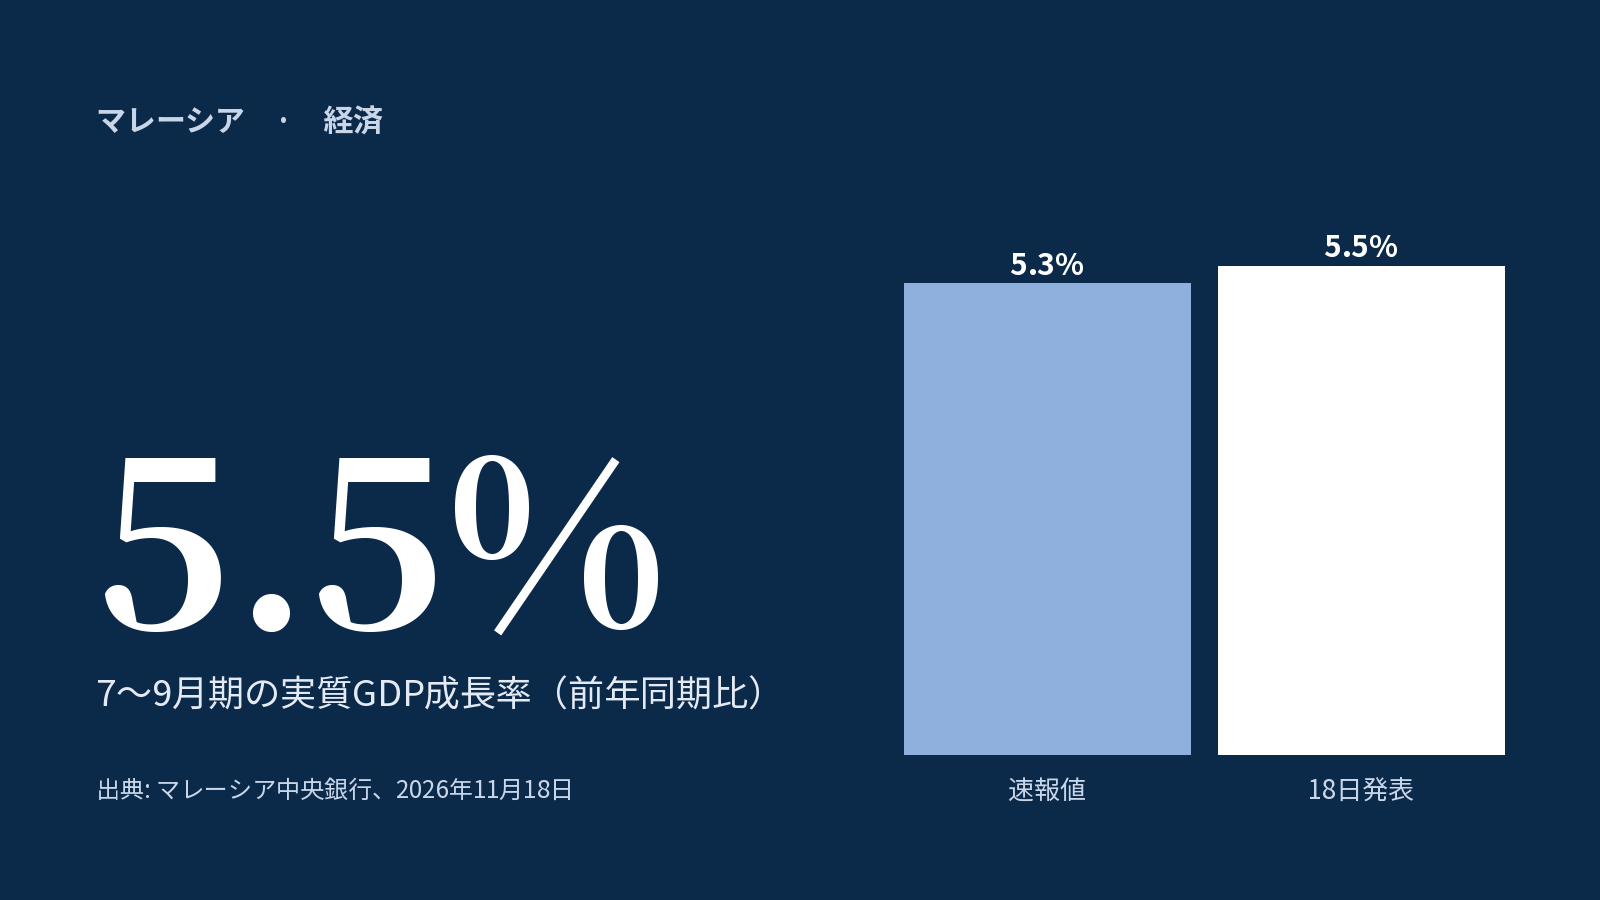 マレーシア ・ 経済
5.5%
7～9月期の実質GDP成長率（前年同期比）
出典: マレーシア中央銀行、2026年11月18日
5.3%
5.5%
速報値
18日発表